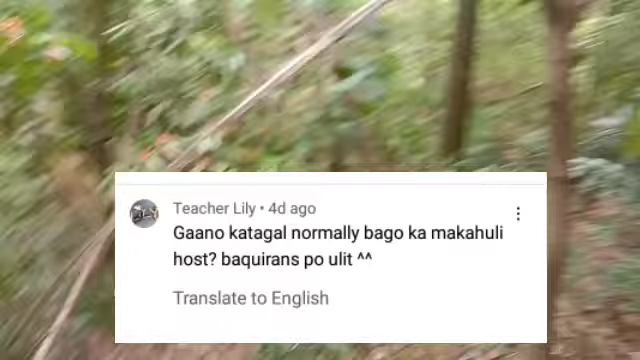 Teacher Lily • 4d ago
Gaano katagal normally bago ka makahuli
host? baquirans po ulit ^^
Translate to English